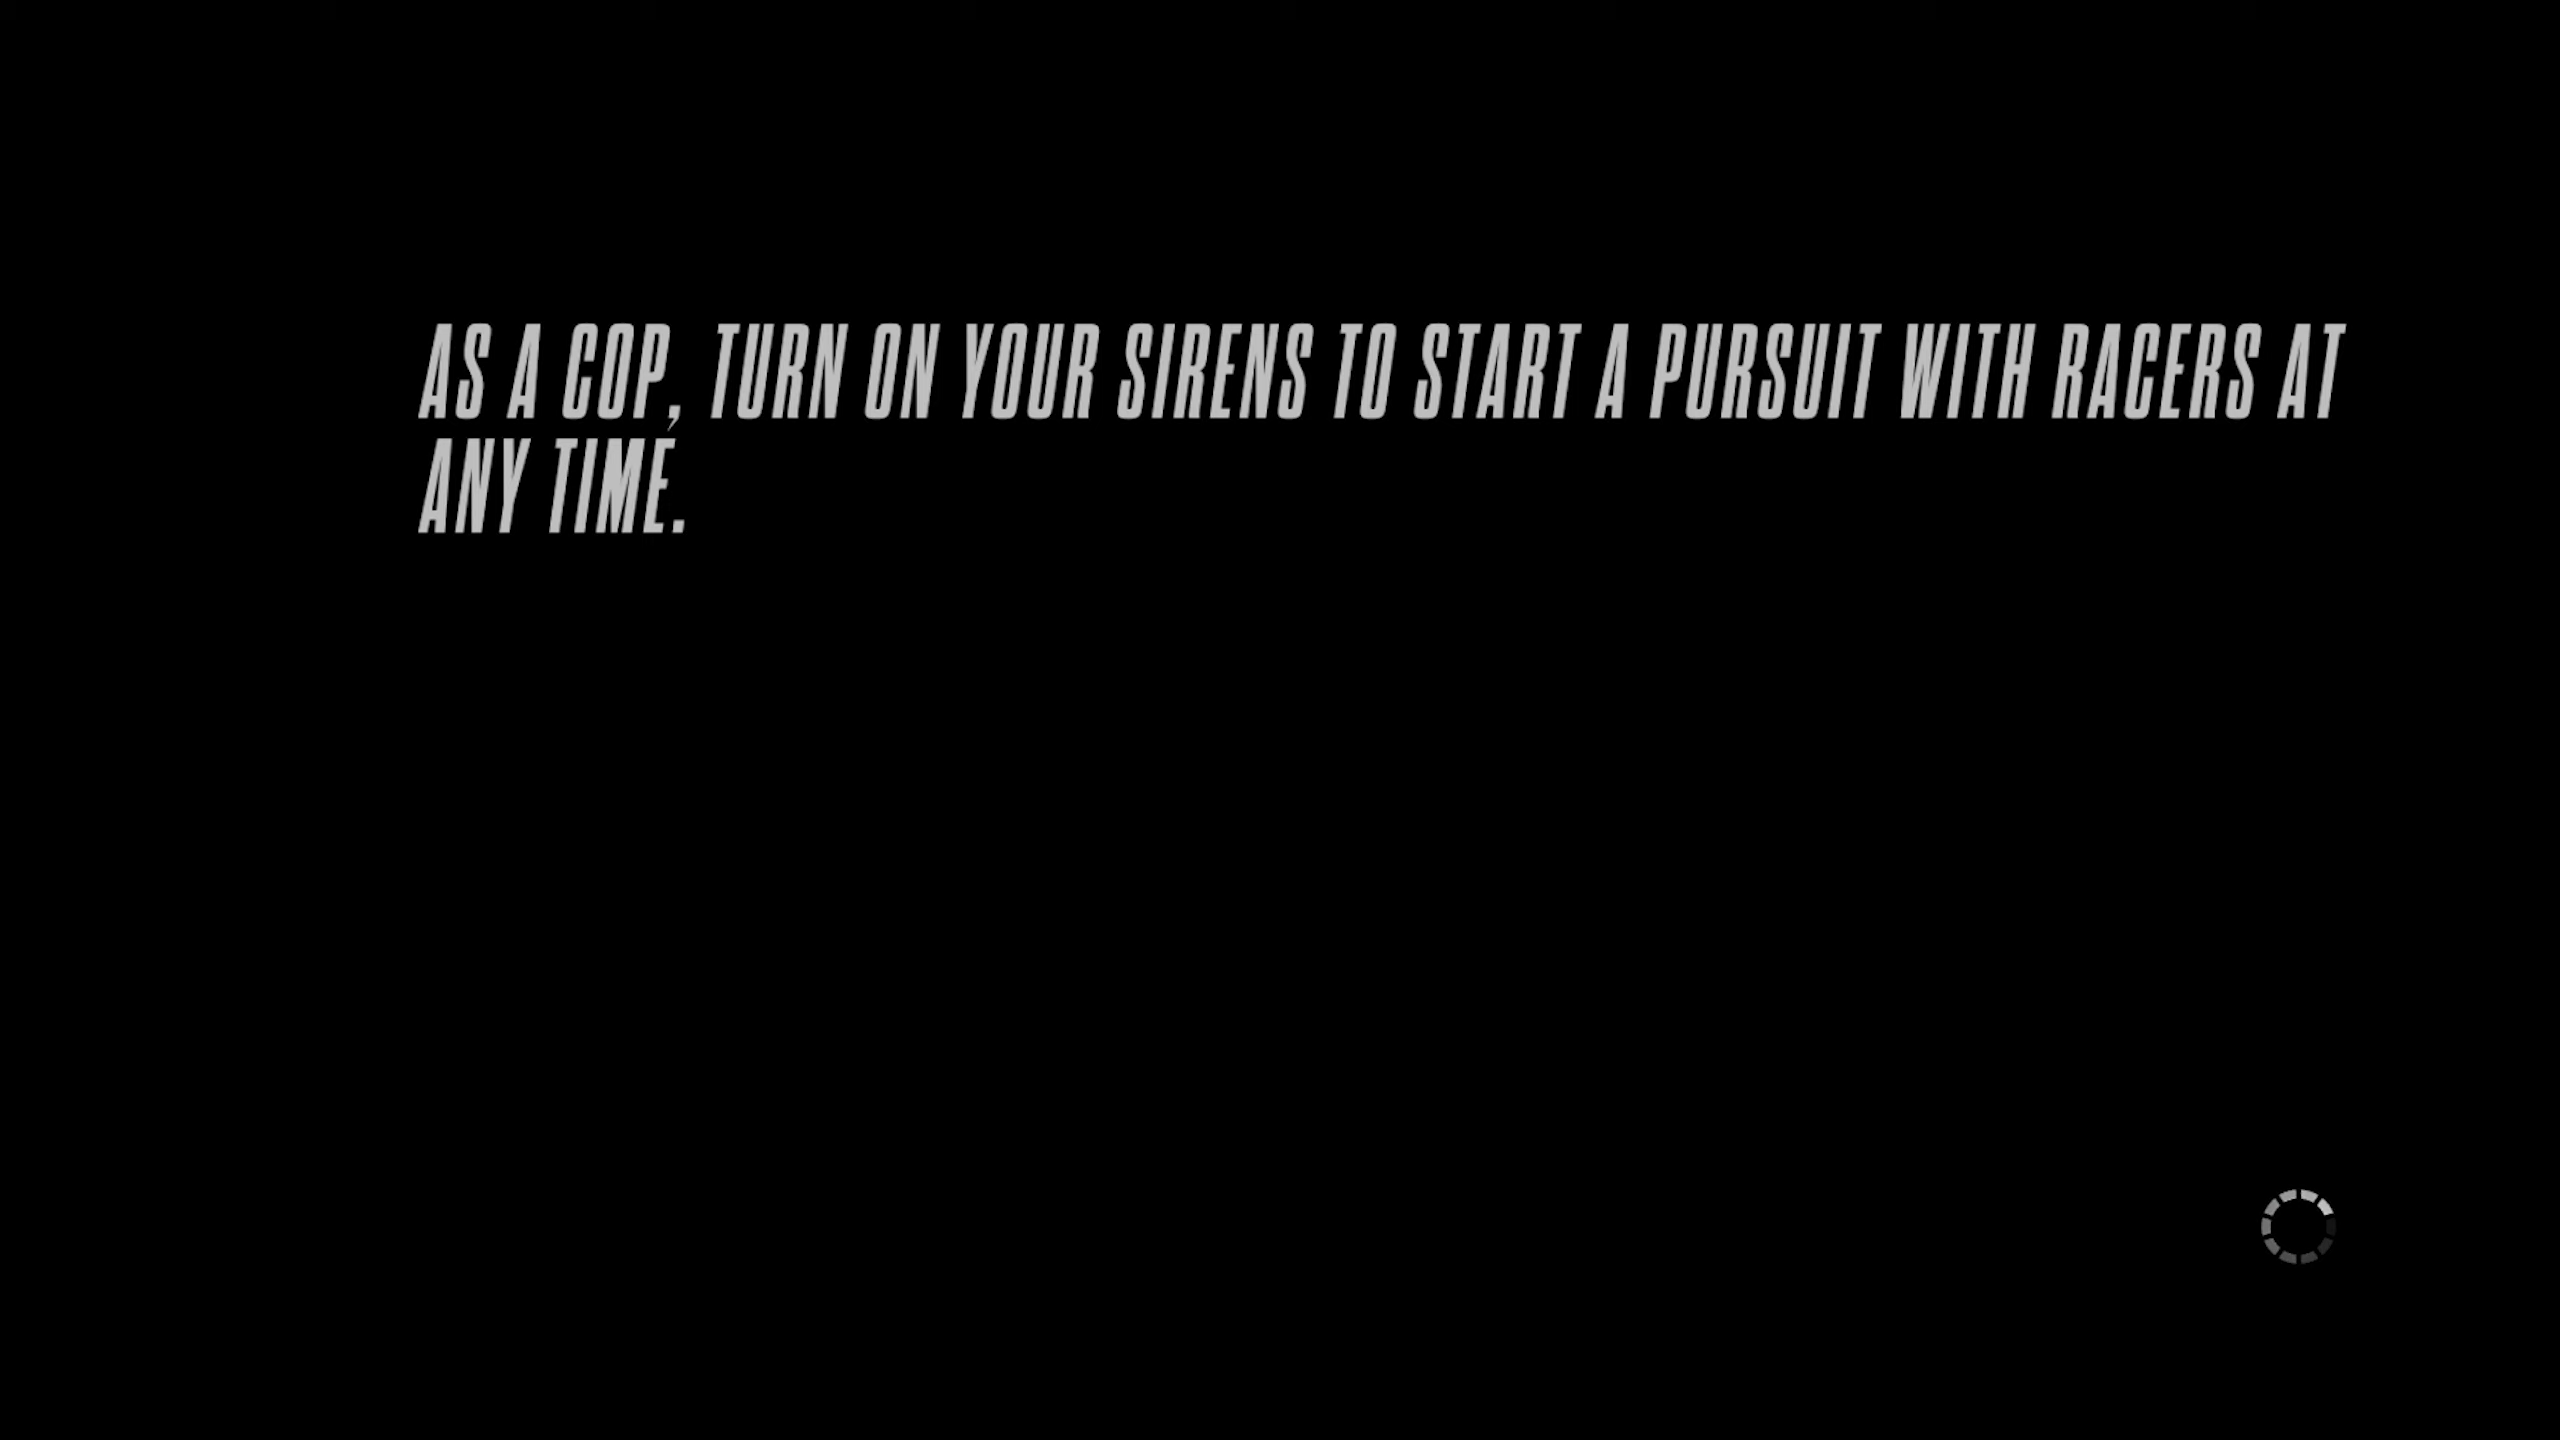 AS A COP, TURN ON YOUR SIRENS TO START A PURSUIT WITH RACERS AT
ANY TIME.